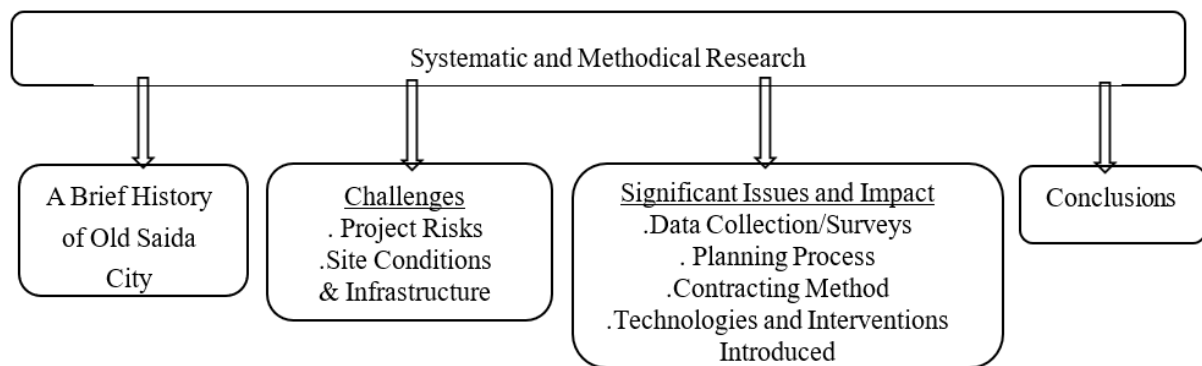 Systematic and Methodical Research
A Brief History
of Old Saida
City
Challenges
. Project Risks
.Site Conditions
& Infrastructure
Significant Issues and Impact
.Data Collection/Surveys
. Planning Process
.Contracting Method
.Technologies and Interventions
Introduced
Conclusions